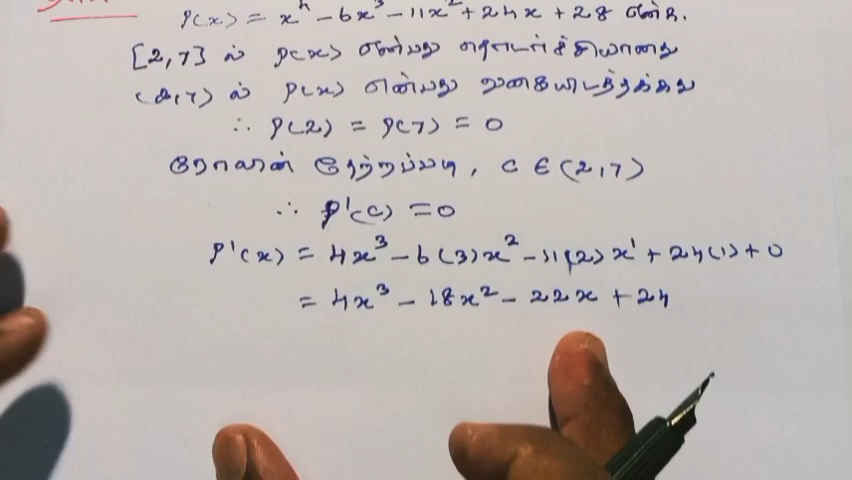 p(x) = x⁴ - 6x³ - 11x² + 24x + 28 என்க.
[2,7] ல் p(x) என்பது தொடர்ச்சியானது
(2,7) ல் p(x) என்பது வகையிடத்தக்கது
∴ p(2) = p(7) = 0
ரோலின் தேற்றப்படி, c ∈ (2,7)
∴ p'(c) = 0
p'(x) = 4x³ - 6(3)x² - 11(2)x' + 24(1) + 0
= 4x³ - 18x² - 22x + 24